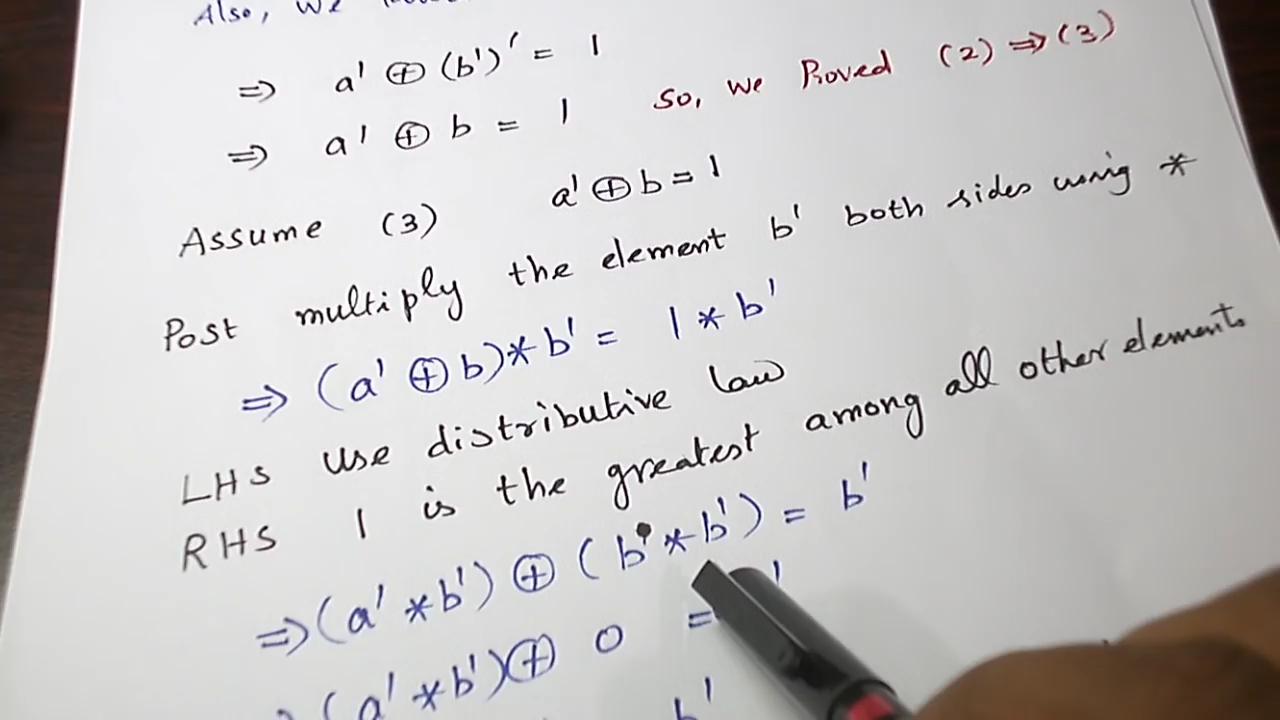 Also, We
⇒ a' ⊕ (b')' = 1
⇒ a' ⊕ b = 1 So, we Proved (2) ⇒ (3)
Assume (3) a' ⊕ b = 1
Post multiply the element b' both sides using *
⇒ (a' ⊕ b) * b' = 1 * b'
LHS Use distributive law
RHS 1 is the greatest among all other elements
⇒ (a' * b') ⊕ (b * b') = b'
(a' * b') ⊕ 0 = '
b'